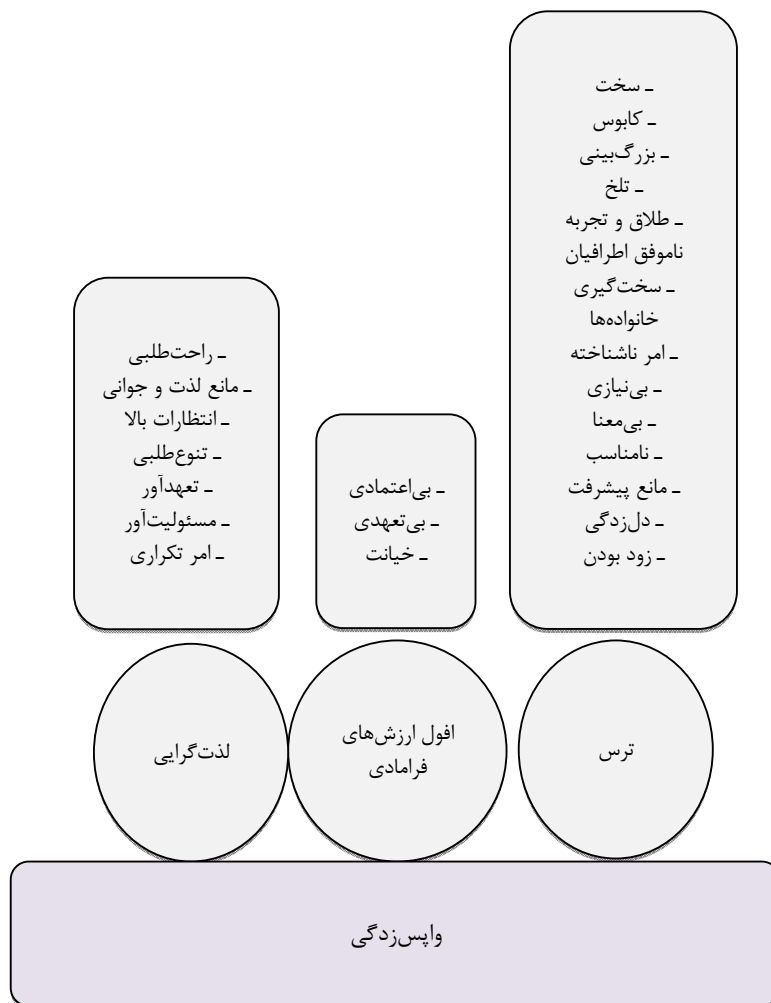 ـ سخت
ـ کابوس
ـ بزرگ‌بینی
ـ تلخ
ـ طلاق و تجربه
ناموفق اطرافیان
ـ سخت‌گیری
خانواده‌ها
ـ امر ناشناخته
ـ بی‌نیازی
ـ بی‌معنا
ـ نامناسب
ـ مانع پیشرفت
ـ دل‌زدگی
ـ زود بودن
ـ بی‌اعتمادی
ـ بی‌تعهدی
ـ خیانت
ـ راحت‌طلبی
ـ مانع لذت و جوانی
ـ انتظارات بالا
ـ تنوع‌طلبی
ـ تعهدآور
ـ مسئولیت‌آور
ـ امر تکراری
ترس
افول ارزش‌های
فرامادی
لذت‌گرایی
واپس‌زدگی